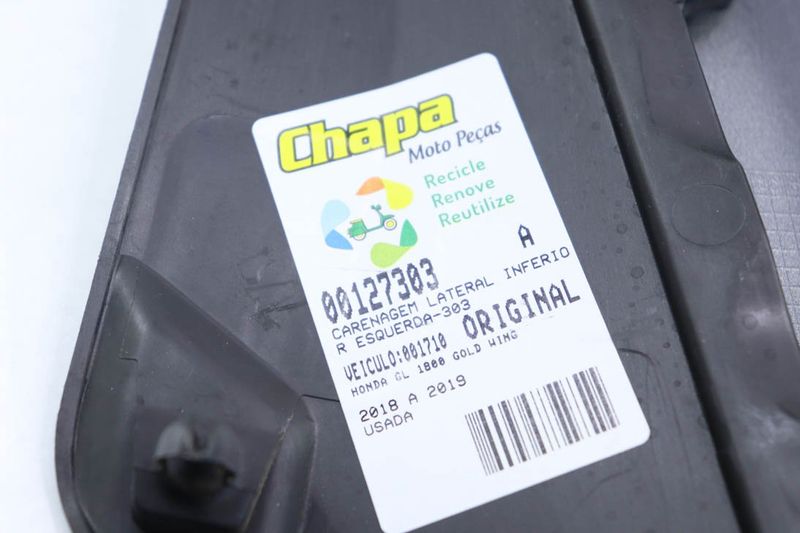 Chapa
Moto Peças
Recicle
Renove
Reutilize
A
00127303
CARENAGEM LATERAL INFERIO
R ESQUERDA-303
ORIGINAL
VEICULO:001710
HONDA GL 1800 GOLD WING
2018 A 2019
USADA